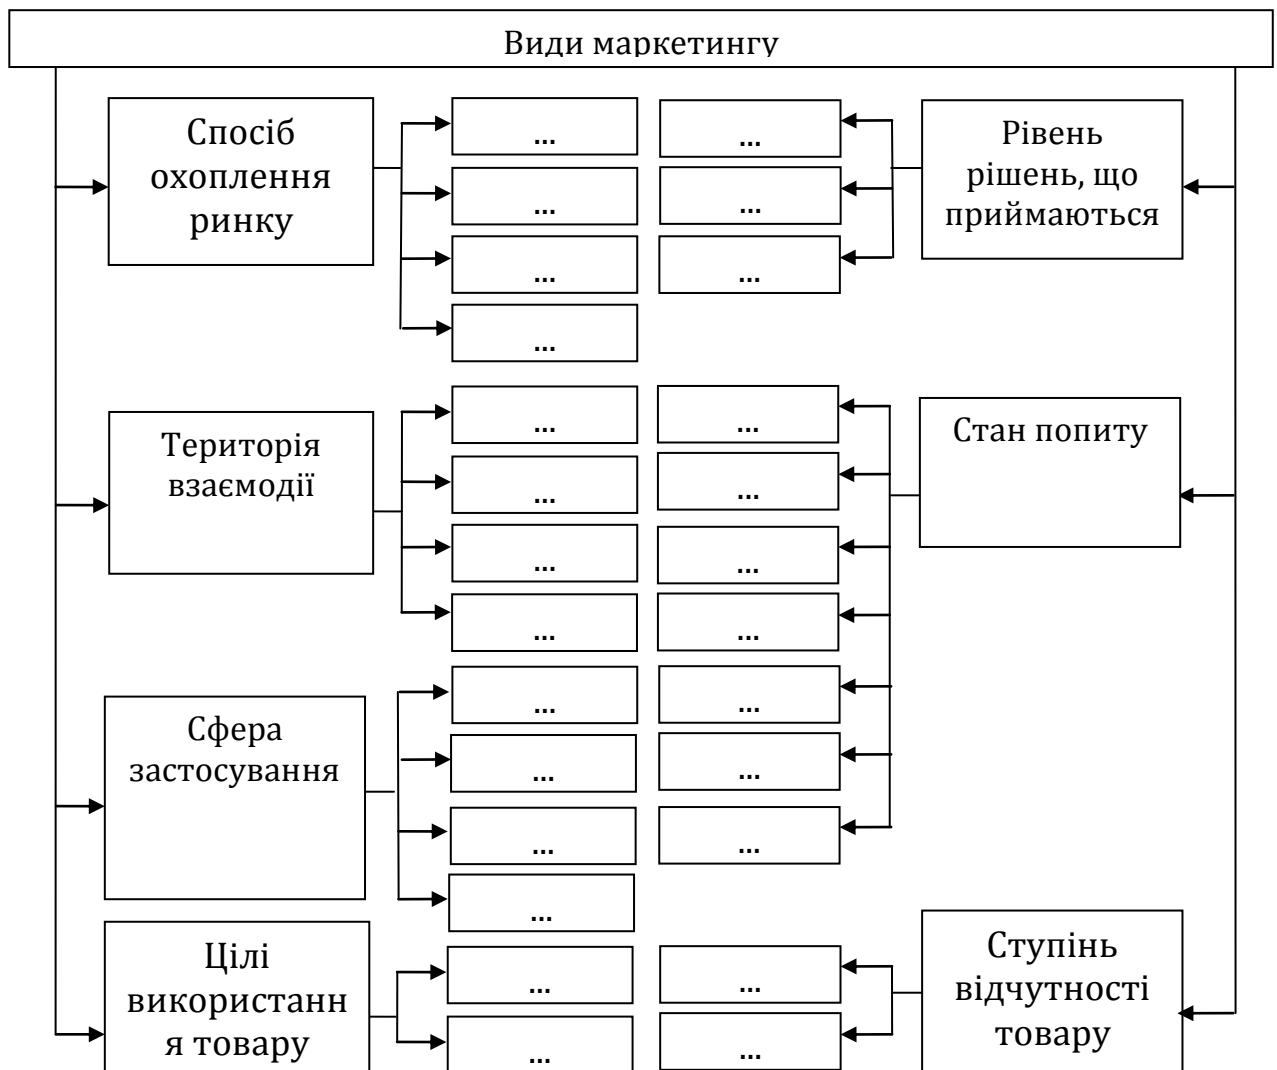 Види маркетингу
Спосіб
охоплення
ринку
...
...
...
...
...
...
...
Рівень
рішень, що
приймаються
Територія
взаємодії
...
...
...
...
...
...
...
...
Стан попиту
Сфера
застосування
...
...
...
...
...
...
...
Цілі
використанн
я товару
...
...
...
...
Ступінь
відчутності
товару